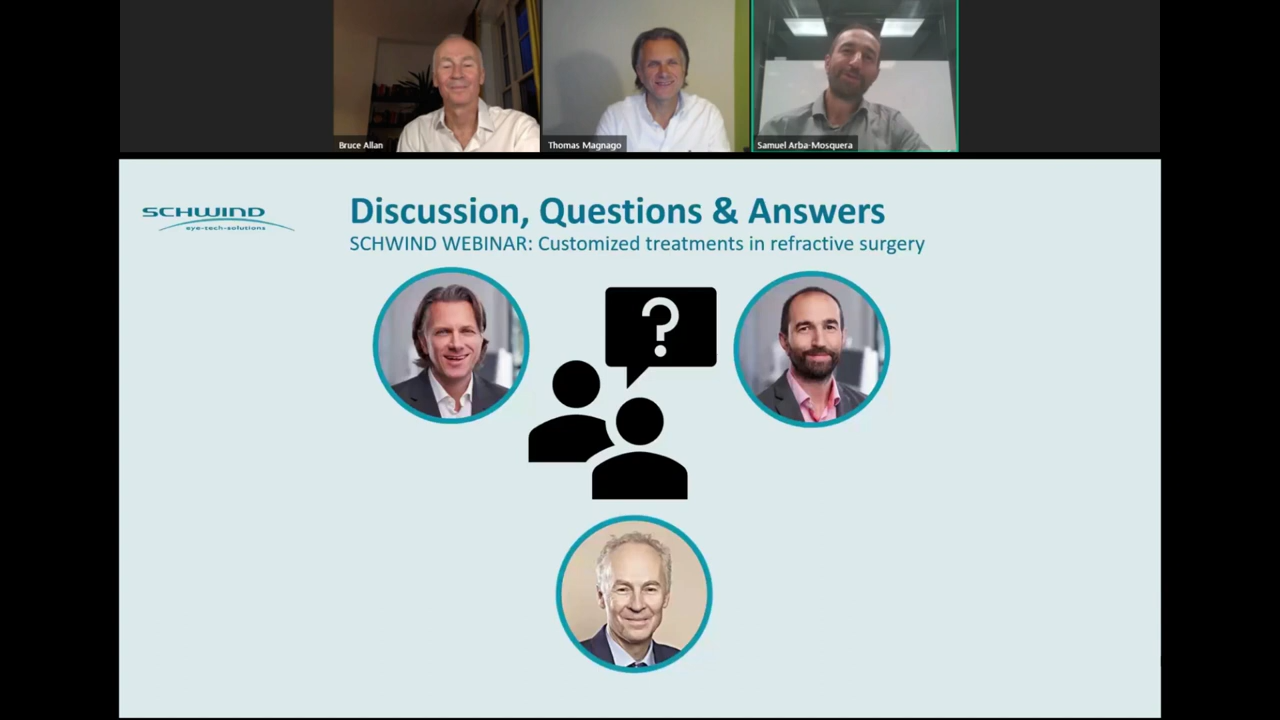 Bruce Allan
Thomas Magnago
Samuel Arba-Mosquera
SCHWIND
eye-tech-solutions
Discussion, Questions & Answers
SCHWIND WEBINAR: Customized treatments in refractive surgery
?